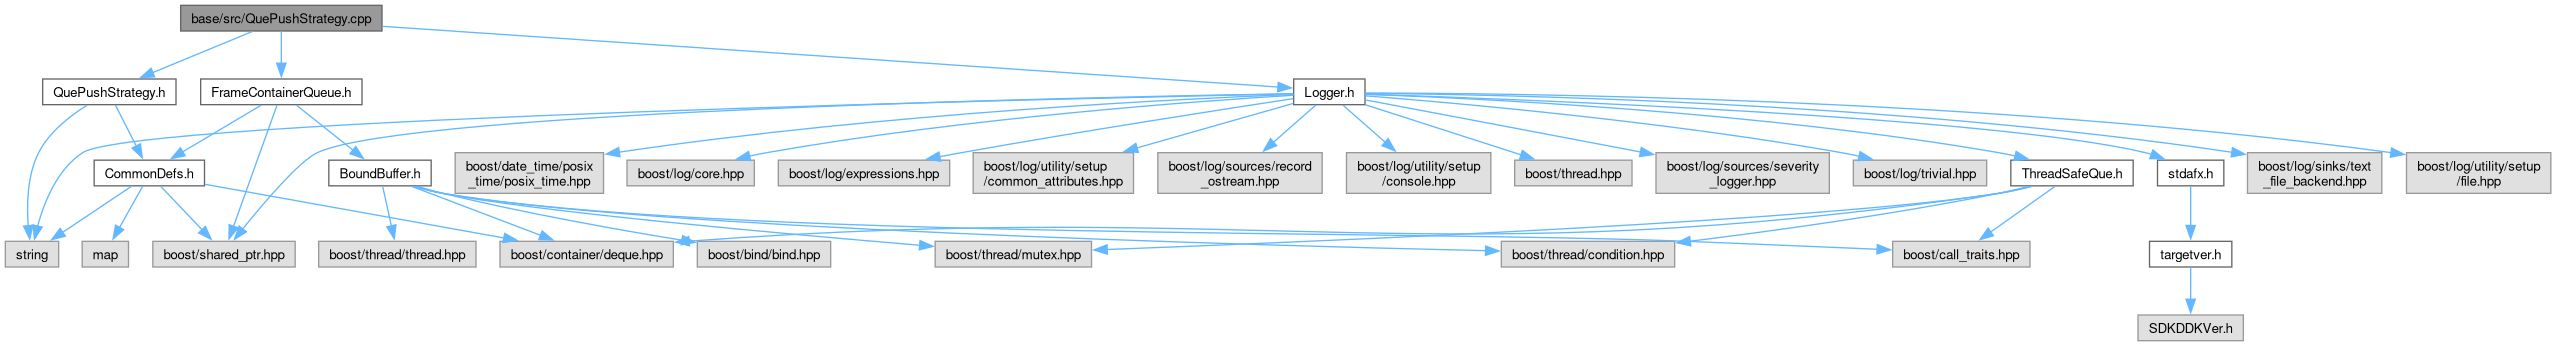 base/src/QuePushStrategy.cpp
QuePushStrategy.h
FrameContainerQueue.h
Logger.h
CommonDefs.h
BoundBuffer.h
boost/date_time/posix
_time/posix_time.hpp
boost/log/core.hpp
boost/log/expressions.hpp
boost/log/utility/setup
/common_attributes.hpp
boost/log/sources/record
_ostream.hpp
boost/log/utility/setup
/console.hpp
boost/thread.hpp
boost/log/sources/severity
_logger.hpp
boost/log/trivial.hpp
ThreadSafeQue.h
stdafx.h
boost/log/sinks/text
_file_backend.hpp
boost/log/utility/setup
/file.hpp
string
map
boost/shared_ptr.hpp
boost/thread/thread.hpp
boost/container/deque.hpp
boost/bind/bind.hpp
boost/thread/mutex.hpp
boost/thread/condition.hpp
boost/call_traits.hpp
targetver.h
SDKDDKVer.h